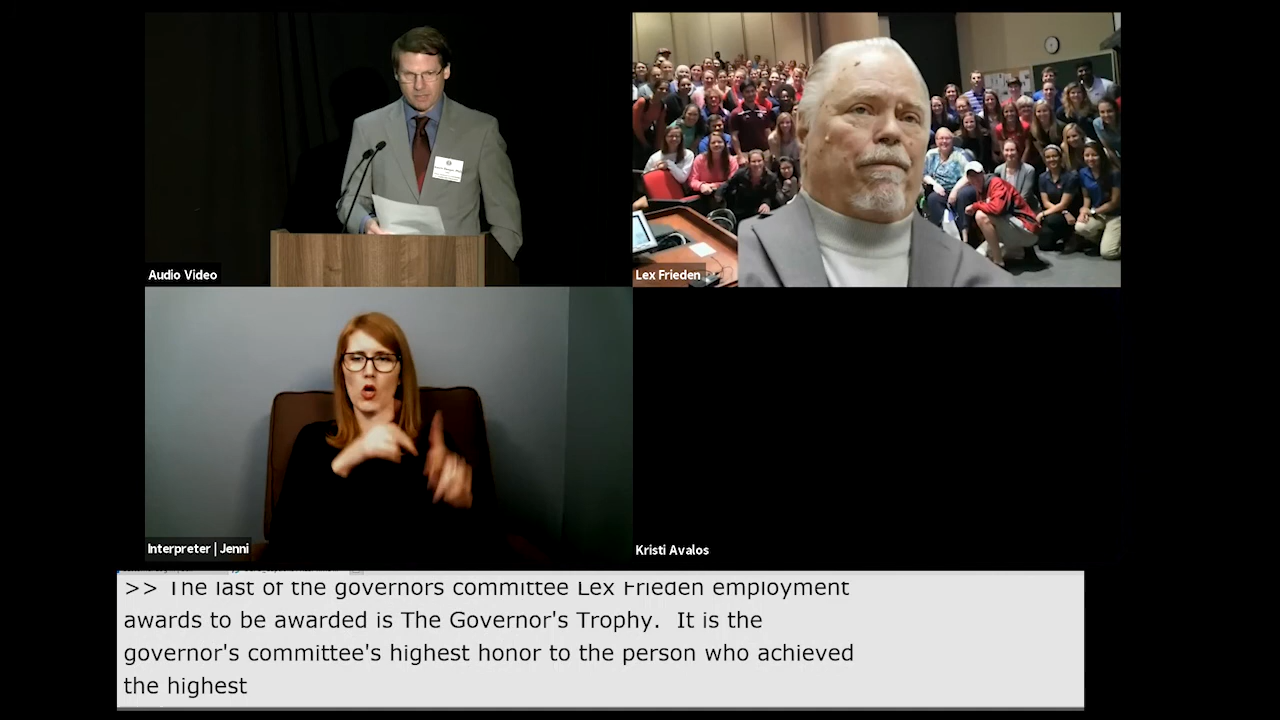 Audio Video
Lex Frieden
Interpreter | Jenni
Kristi Avalos
>> The last of the governors committee Lex Frieden employment
awards to be awarded is The Governor's Trophy.  It is the
governor's committee's highest honor to the person who achieved
the highest